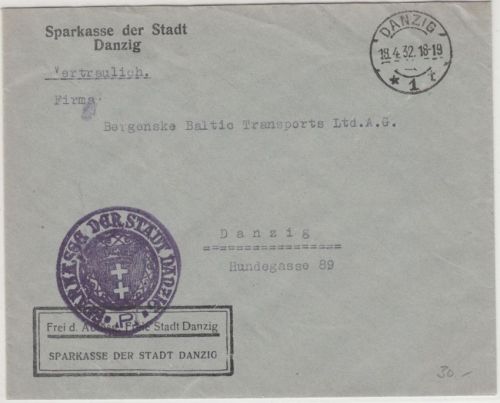 Sparkasse der Stadt
Danzig
DANZIG
18.4.32.18-19
* 1 r
Vertraulich.
Firma
Bergenske Baltic Transports Ltd.A.G.
Danzig
Hundegasse 89
SPARKASSE DER STADT DANZIG
P
Frei d. Freie Stadt Danzig
SPARKASSE DER STADT DANZIG
30.-